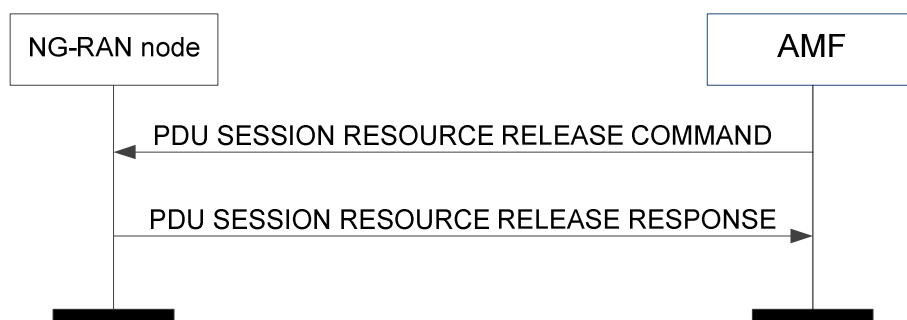 NG-RAN node
AMF
PDU SESSION RESOURCE RELEASE COMMAND
PDU SESSION RESOURCE RELEASE RESPONSE